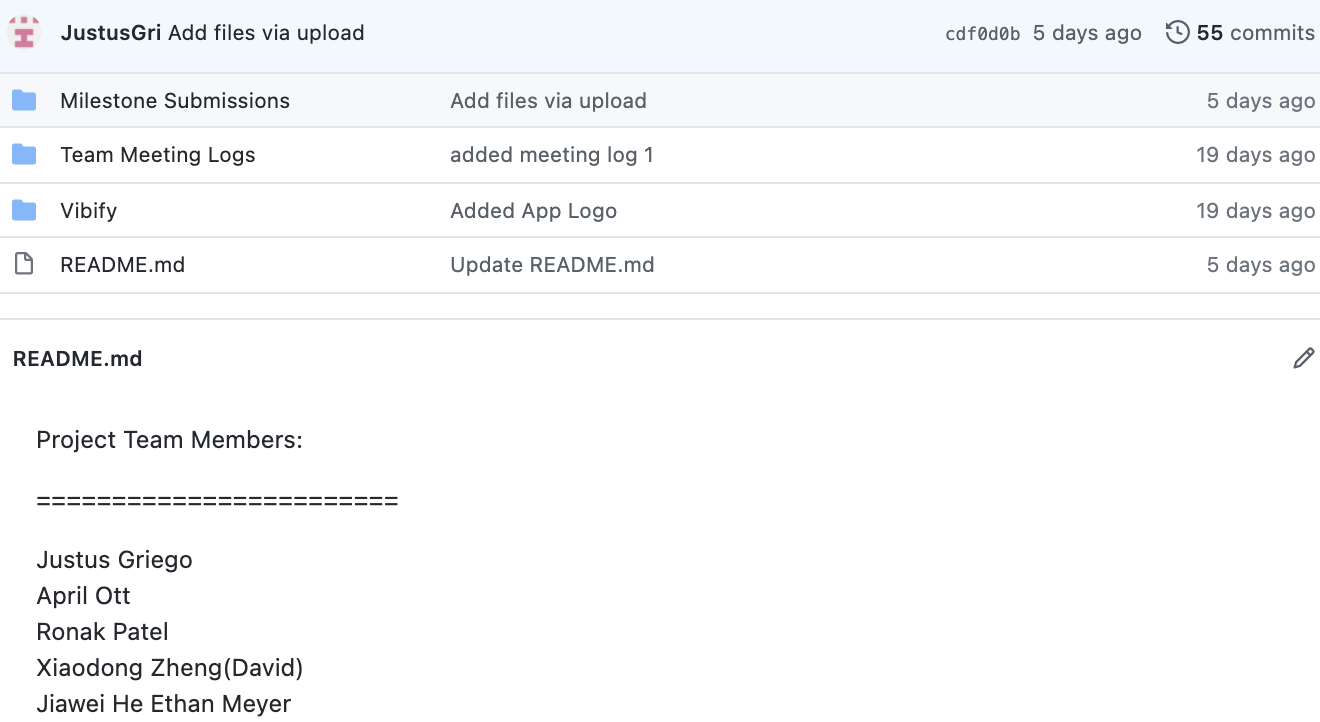 JustusGri Add files via upload cdf0d0b 5 days ago 55 commits
Milestone Submissions Add files via upload 5 days ago
Team Meeting Logs added meeting log 1 19 days ago
Vibify Added App Logo 19 days ago
README.md Update README.md 5 days ago
README.md
Project Team Members:
========================
Justus Griego
April Ott
Ronak Patel
Xiaodong Zheng(David)
Jiawei He Ethan Meyer